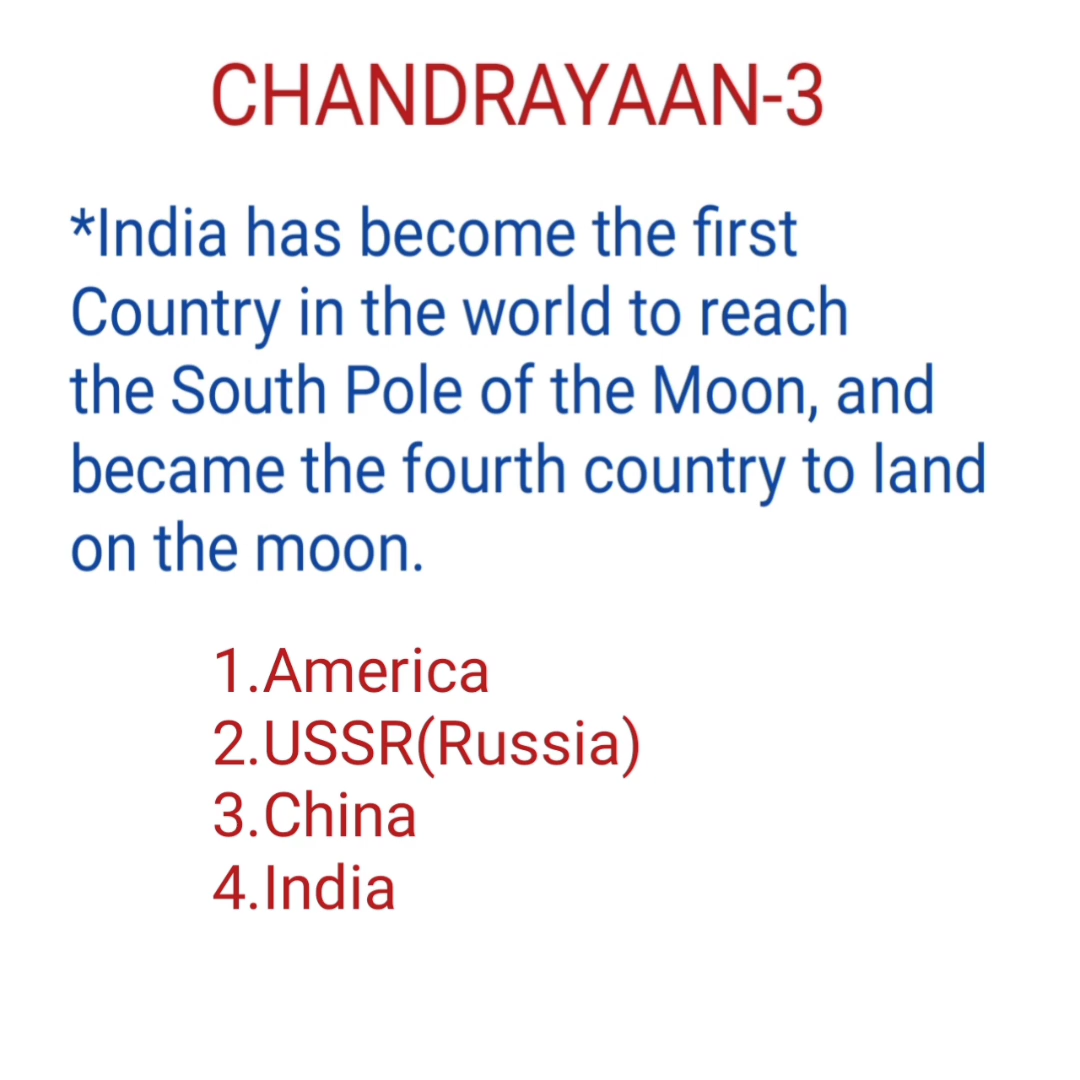 CHANDRAYAAN-3
*India has become the first
Country in the world to reach
the South Pole of the Moon, and
became the fourth country to land
on the moon.
1.America
2.USSR(Russia)
3.China
4.India